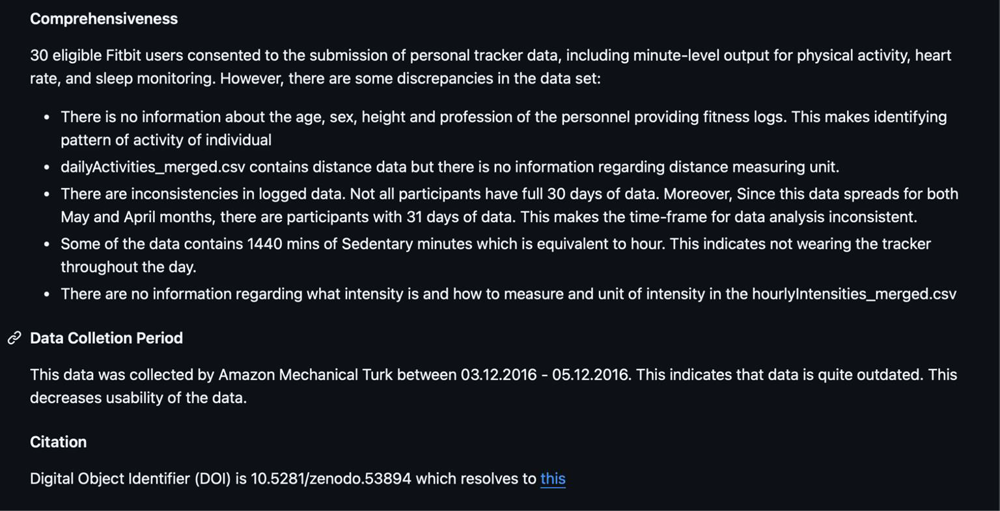 Comprehensiveness
30 eligible Fitbit users consented to the submission of personal tracker data, including minute-level output for physical activity, heart
rate, and sleep monitoring. However, there are some discrepancies in the data set:
• There is no information about the age, sex, height and profession of the personnel providing fitness logs. This makes identifying
pattern of activity of individual
• dailyActivities_merged.csv contains distance data but there is no information regarding distance measuring unit.
• There are inconsistencies in logged data. Not all participants have full 30 days of data. Moreover, Since this data spreads for both
May and April months, there are participants with 31 days of data. This makes the time-frame for data analysis inconsistent.
• Some of the data contains 1440 mins of Sedentary minutes which is equivalent to hour. This indicates not wearing the tracker
throughout the day.
• There are no information regarding what intensity is and how to measure and unit of intensity in the hourlyIntensities_merged.csv
Data Colletion Period
This data was collected by Amazon Mechanical Turk between 03.12.2016 - 05.12.2016. This indicates that data is quite outdated. This
decreases usability of the data.
Citation
Digital Object Identifier (DOI) is 10.5281/zenodo.53894 which resolves to this